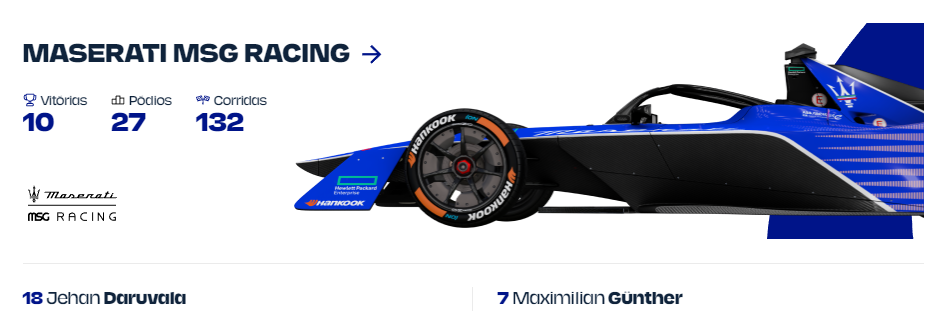 MASERATI MSG RACING
Vitórias Pódios Corridas
10 27 132
Maserati
MSG RACING
Hewlett Packard
Enterprise
HANKOOK
HANKOOK
HANKOOK
18 Jehan Daruvala
7 Maximilian Günther